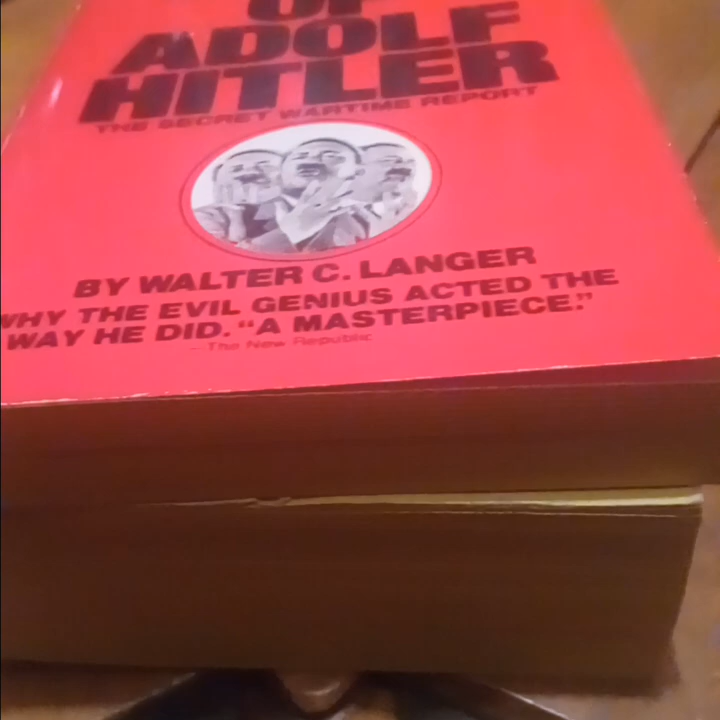 OF
ADOLF
HITLER
THE SECRET WARTIME REPORT
BY WALTER C. LANGER
WHY THE EVIL GENIUS ACTED THE
WAY HE DID. “A MASTERPIECE.”
– The New Republic